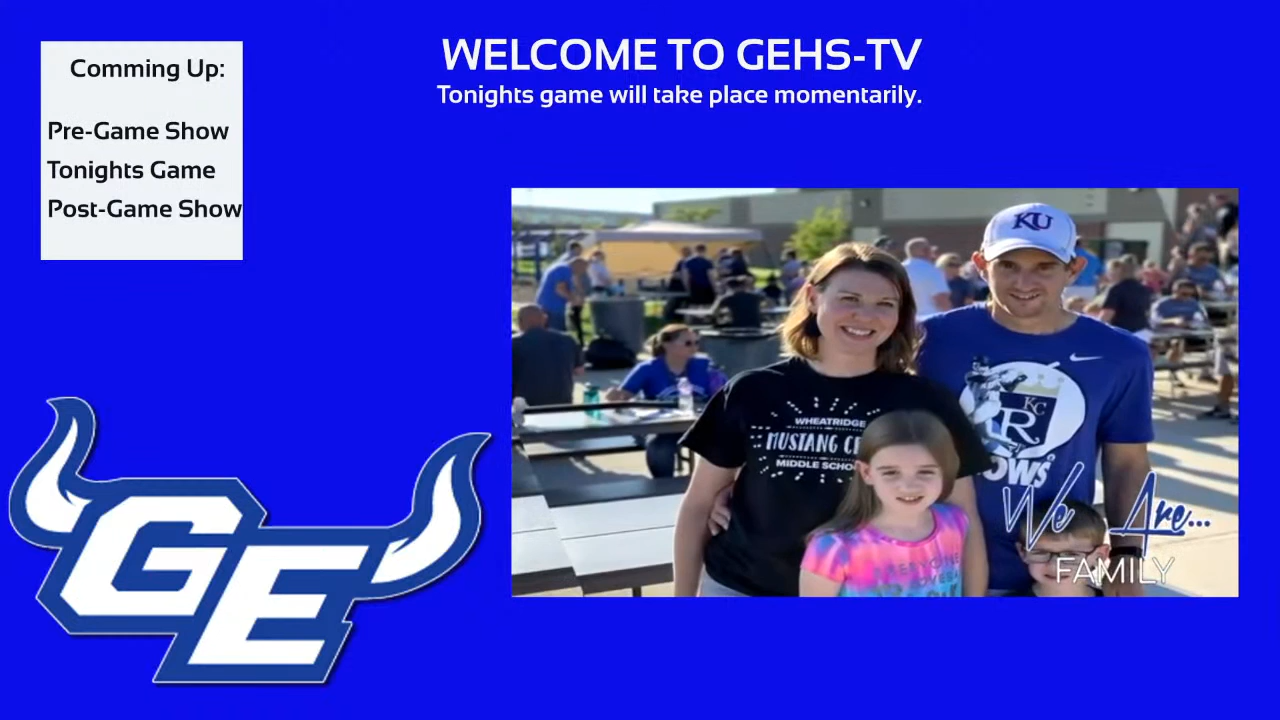 WELCOME TO GEHS-TV
Tonights game will take place momentarily.
Comming Up:
Pre-Game Show
Tonights Game
Post-Game Show
KU
WHEATRIDGE
MUSTANG
MIDDLE
KC
R
We Are...
FAMILY
GE